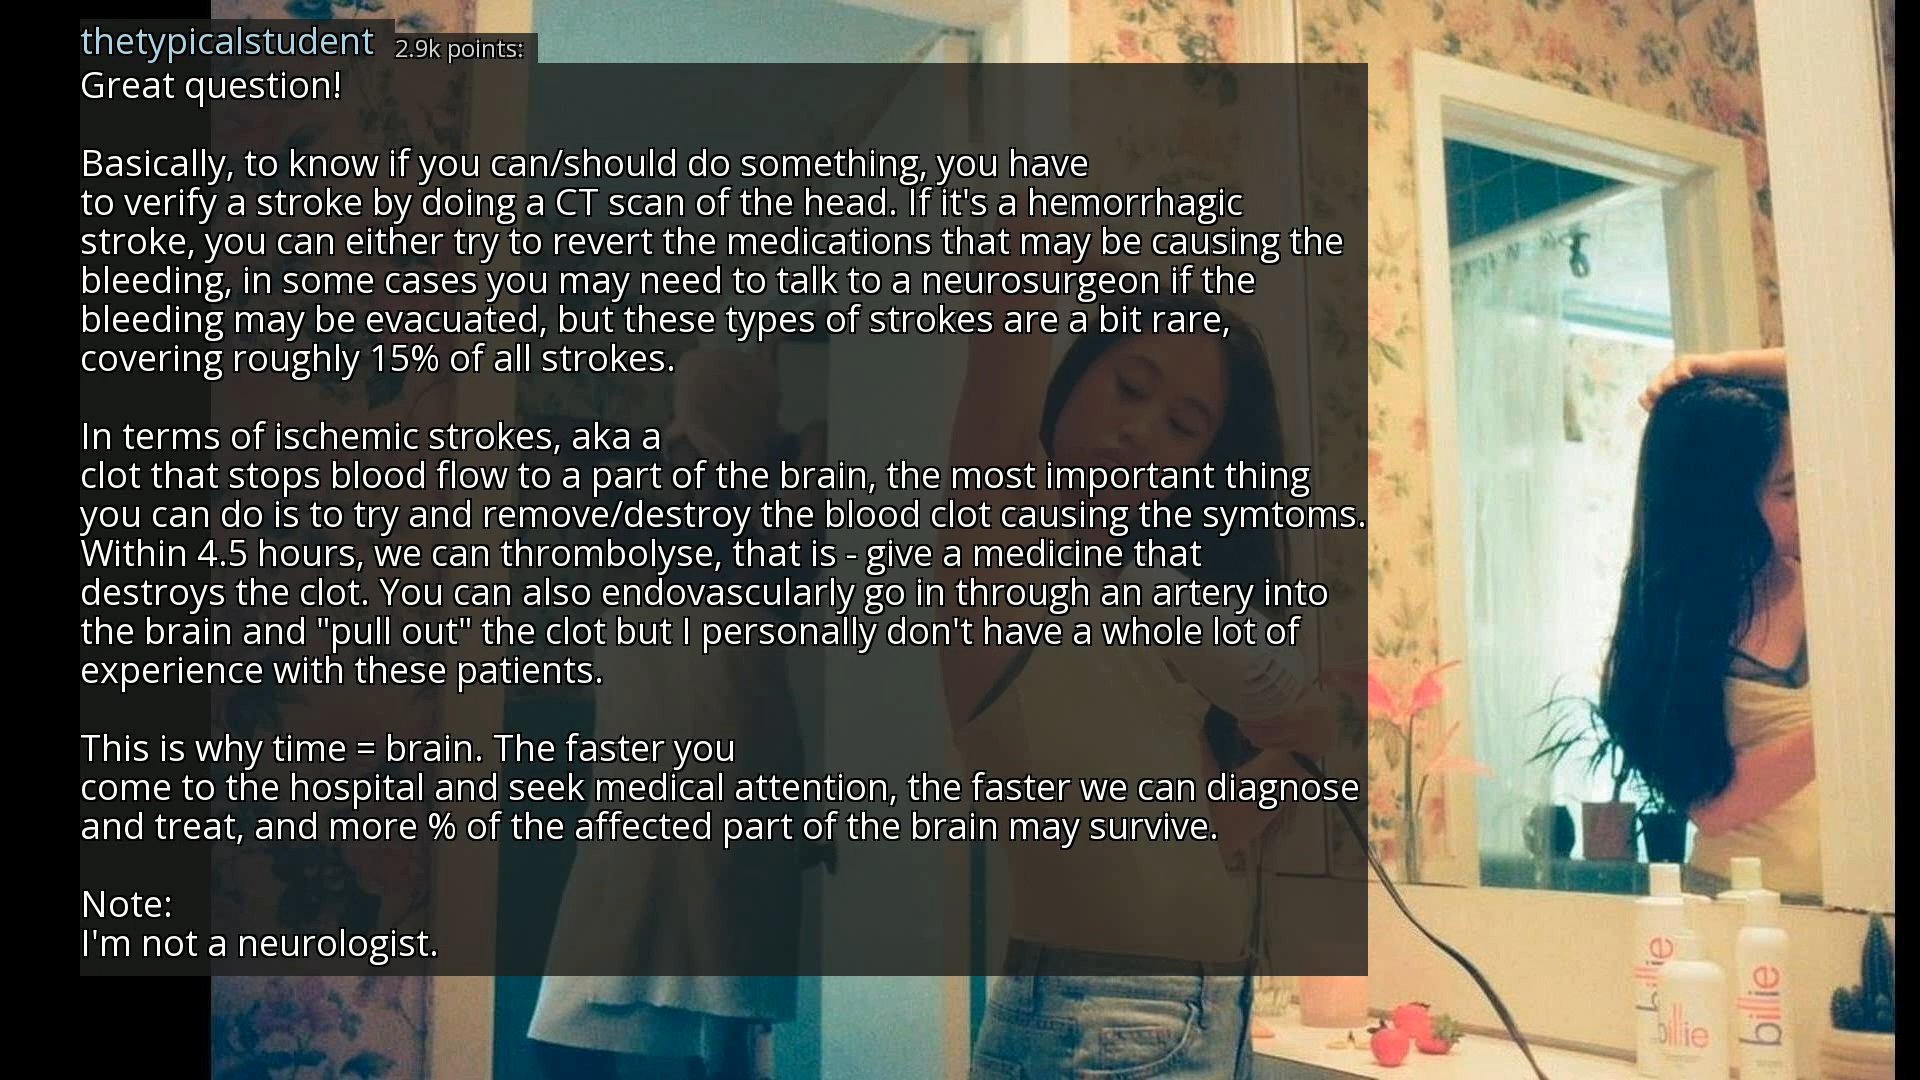 thetypicalstudent 2.9k points:
Great question!
Basically, to know if you can/should do something, you have
to verify a stroke by doing a CT scan of the head. If it's a hemorrhagic
stroke, you can either try to revert the medications that may be causing the
bleeding, in some cases you may need to talk to a neurosurgeon if the
bleeding may be evacuated, but these types of strokes are a bit rare,
covering roughly 15% of all strokes.
In terms of ischemic strokes, aka a
clot that stops blood flow to a part of the brain, the most important thing
you can do is to try and remove/destroy the blood clot causing the symtoms.
Within 4.5 hours, we can thrombolyse, that is - give a medicine that
destroys the clot. You can also endovascularly go in through an artery into
the brain and "pull out" the clot but I personally don't have a whole lot of
experience with these patients.
This is why time = brain. The faster you
come to the hospital and seek medical attention, the faster we can diagnose
and treat, and more % of the affected part of the brain may survive.
Note:
I'm not a neurologist.
billie
billie
billie